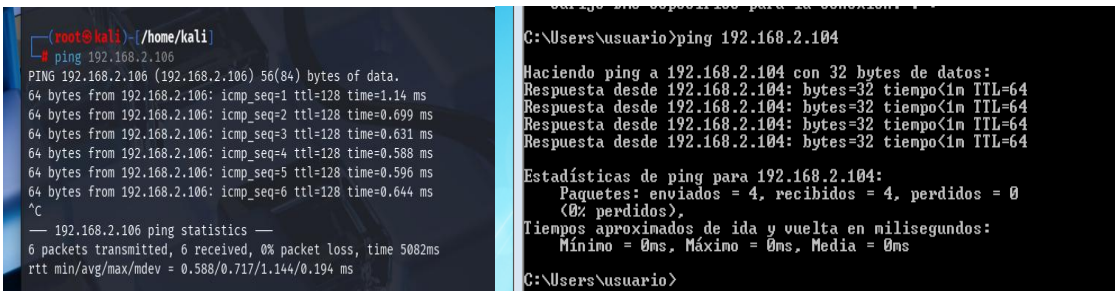 (root㉿kali)-[/home/kali]
# ping 192.168.2.106
PING 192.168.2.106 (192.168.2.106) 56(84) bytes of data.
64 bytes from 192.168.2.106: icmp_seq=1 ttl=128 time=1.14 ms
64 bytes from 192.168.2.106: icmp_seq=2 ttl=128 time=0.699 ms
64 bytes from 192.168.2.106: icmp_seq=3 ttl=128 time=0.631 ms
64 bytes from 192.168.2.106: icmp_seq=4 ttl=128 time=0.588 ms
64 bytes from 192.168.2.106: icmp_seq=5 ttl=128 time=0.596 ms
64 bytes from 192.168.2.106: icmp_seq=6 ttl=128 time=0.644 ms
^C
— 192.168.2.106 ping statistics —
6 packets transmitted, 6 received, 0% packet loss, time 5082ms
rtt min/avg/max/mdev = 0.588/0.717/1.144/0.194 ms
para la
C:\Users\usuario>ping 192.168.2.104
Haciendo ping a 192.168.2.104 con 32 bytes de datos:
Respuesta desde 192.168.2.104: bytes=32 tiempo<1m TTL=64
Respuesta desde 192.168.2.104: bytes=32 tiempo<1m TTL=64
Respuesta desde 192.168.2.104: bytes=32 tiempo<1m TTL=64
Respuesta desde 192.168.2.104: bytes=32 tiempo<1m TTL=64
Estadísticas de ping para 192.168.2.104:
Paquetes: enviados = 4, recibidos = 4, perdidos = 0
(0% perdidos),
Tiempos aproximados de ida y vuelta en milisegundos:
Mínimo = 0ms, Máximo = 0ms, Media = 0ms
C:\Users\usuario>